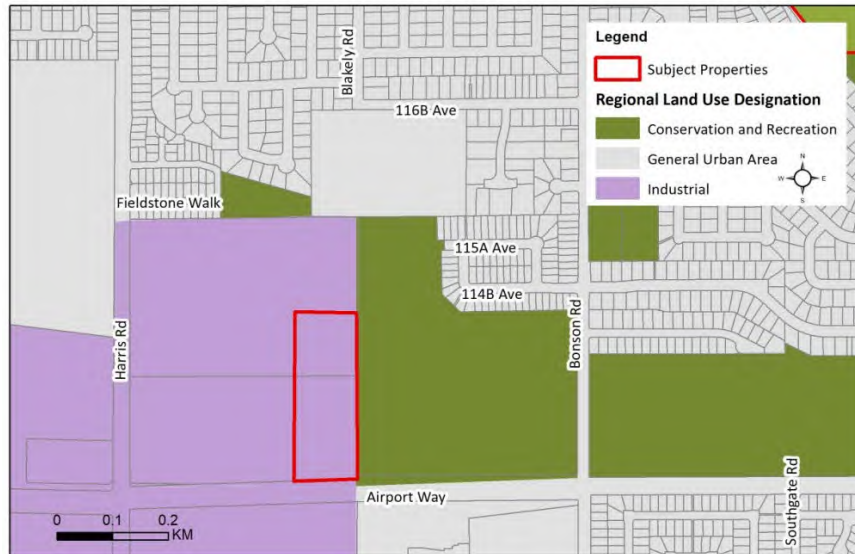 Blakely Rd
116B Ave
Fieldstone Walk
115A Ave
114B Ave
Harris Rd
Bonson Rd
Airport Way
Southgate Rd
0 0.1 0.2
KM
Legend
Subject Properties
Regional Land Use Designation
Conservation and Recreation
General Urban Area
Industrial
N
W E
S